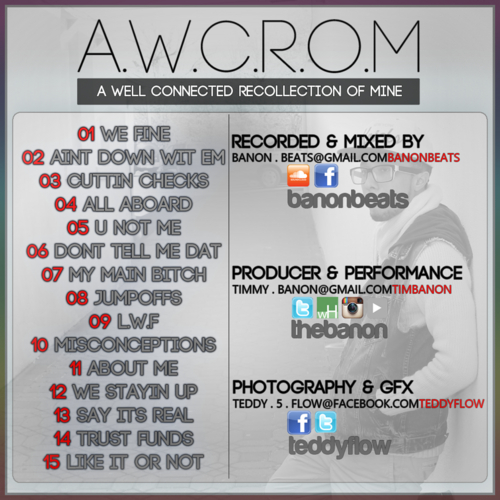 A.W.C.R.O.M
A WELL CONNECTED RECOLLECTION OF MINE
01 WE FINE
02 AINT DOWN WIT EM
03 CUTTIN CHECKS
04 ALL ABOARD
05 U NOT ME
06 DONT TELL ME DAT
07 MY MAIN BITCH
08 JUMPOFFS
09 L.W.F
10 MISCONCEPTIONS
11 ABOUT ME
12 WE STAYIN UP
13 SAY ITS REAL
14 TRUST FUNDS
15 LIKE IT OR NOT
RECORDED & MIXED BY
BANON . BEATS@GMAIL.COMBANONBEATS
banonbeats
PRODUCER & PERFORMANCE
TIMMY . BANON@GMAIL.COMTIMBANON
wH
thebanon
PHOTOGRAPHY & GFX
TEDDY . 5 . FLOW@FACEBOOK.COMTEDDYFLOW
teddyflow